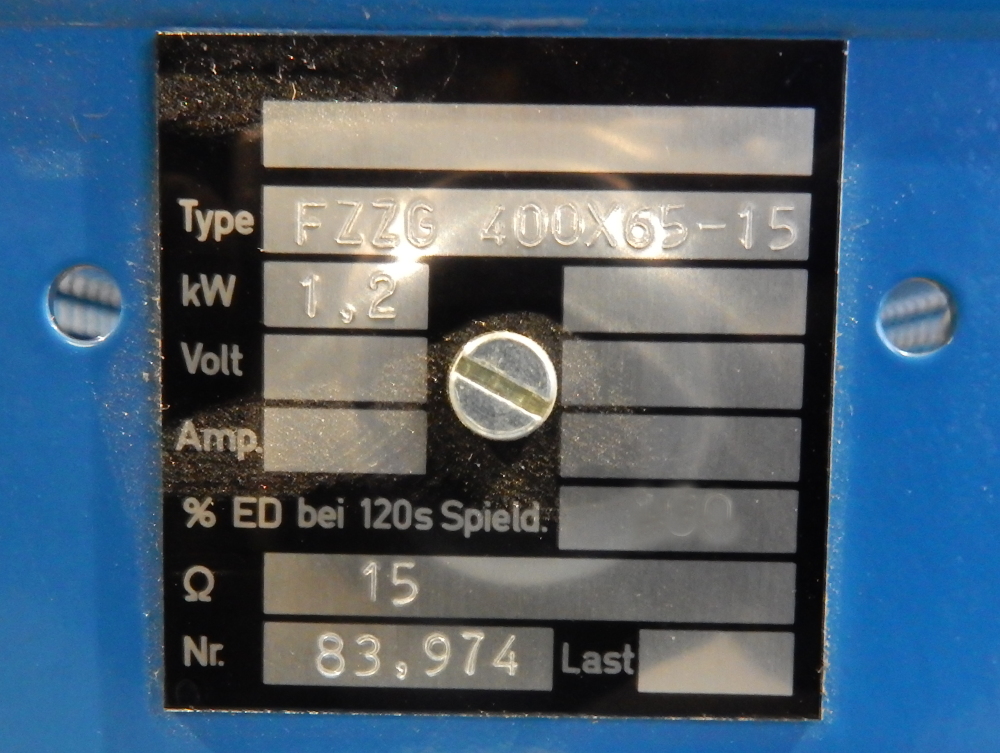 Type FZZG 400X65-15
kW 1,2
Volt
Amp.
% ED bei 120s Spield.
Ω 15
Nr. 83,974 Last